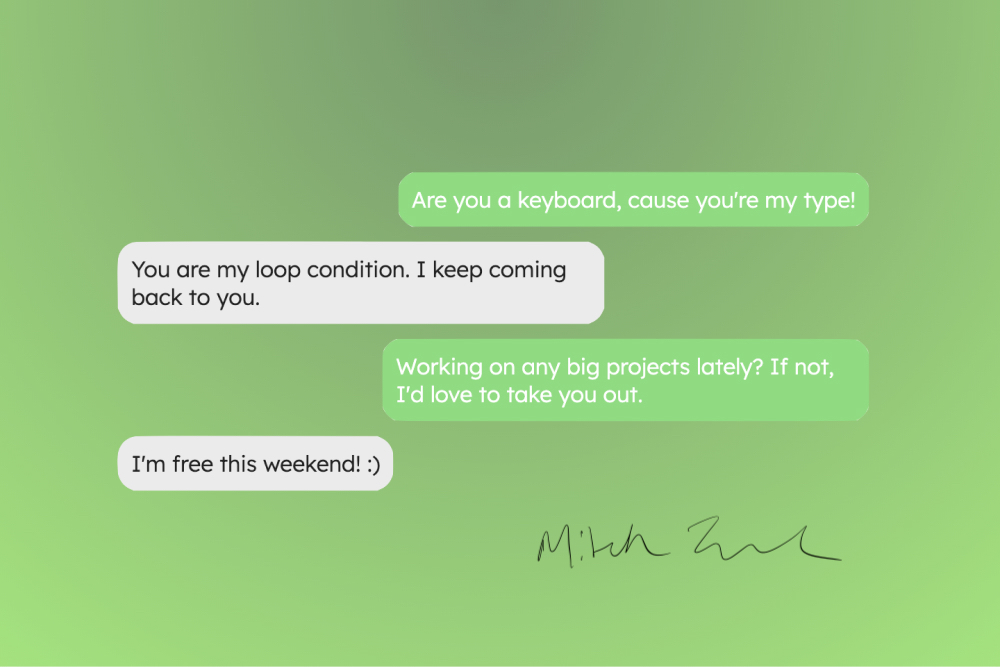 Are you a keyboard, cause you're my type!
You are my loop condition. I keep coming
back to you.
Working on any big projects lately? If not,
I'd love to take you out.
I'm free this weekend! :)
Mitch